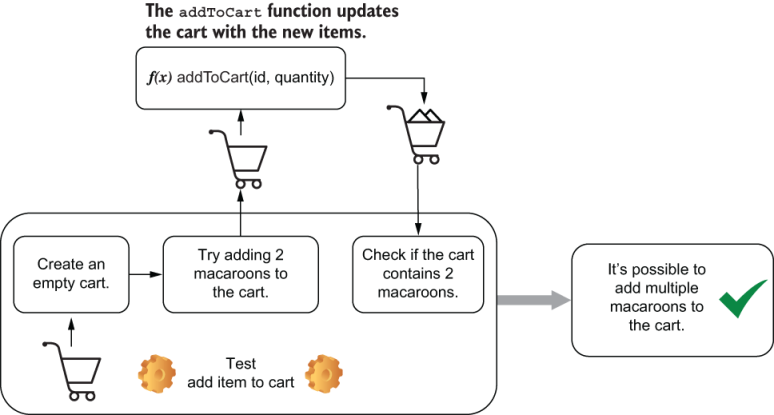 The addToCart function updates
the cart with the new items.
f(x) addToCart(id, quantity)
Create an
empty cart.
Try adding 2
macaroons to
the cart.
Check if the cart
contains 2
macaroons.
It’s possible to
add multiple
macaroons to
the cart.
Test
add item to cart